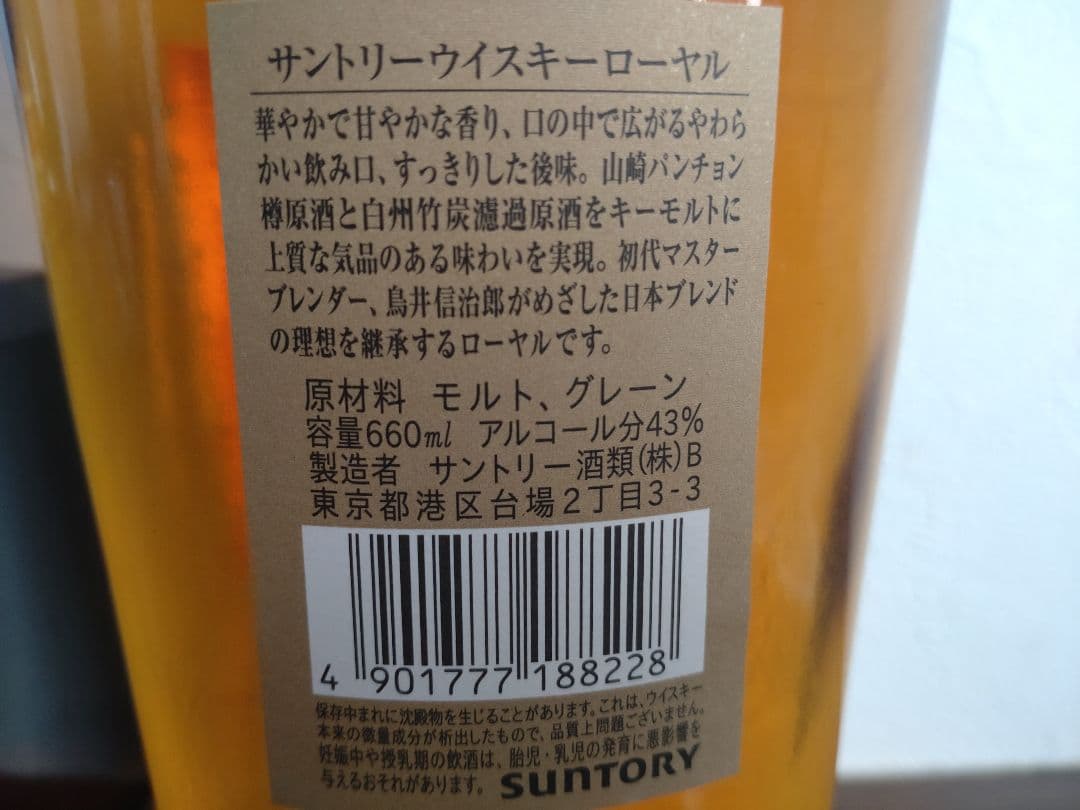 サントリーウイスキーローヤル
華やかで甘やかな香り、口の中で広がるやわら
かい飲み口、すっきりした後味。山崎パンチョン
樽原酒と白州竹炭濾過原酒をキーモルトに
上質な気品のある味わいを実現。初代マスター
ブレンダー、鳥井信治郎がめざした日本ブレンド
の理想を継承するローヤルです。
原材料 モルト、グレーン
容量660ml アルコール分43%
製造者 サントリー酒類(株)B
東京都港区台場2丁目3-3
4 901777 188228
保存中まれに沈殿物を生じることがあります。これは、ウイスキー
本来の微量成分が析出したもので、品質上問題ございません。
妊娠中や授乳期の飲酒は、胎児・乳児の発育に悪影響を
与えるおそれがあります。
SUNTORY